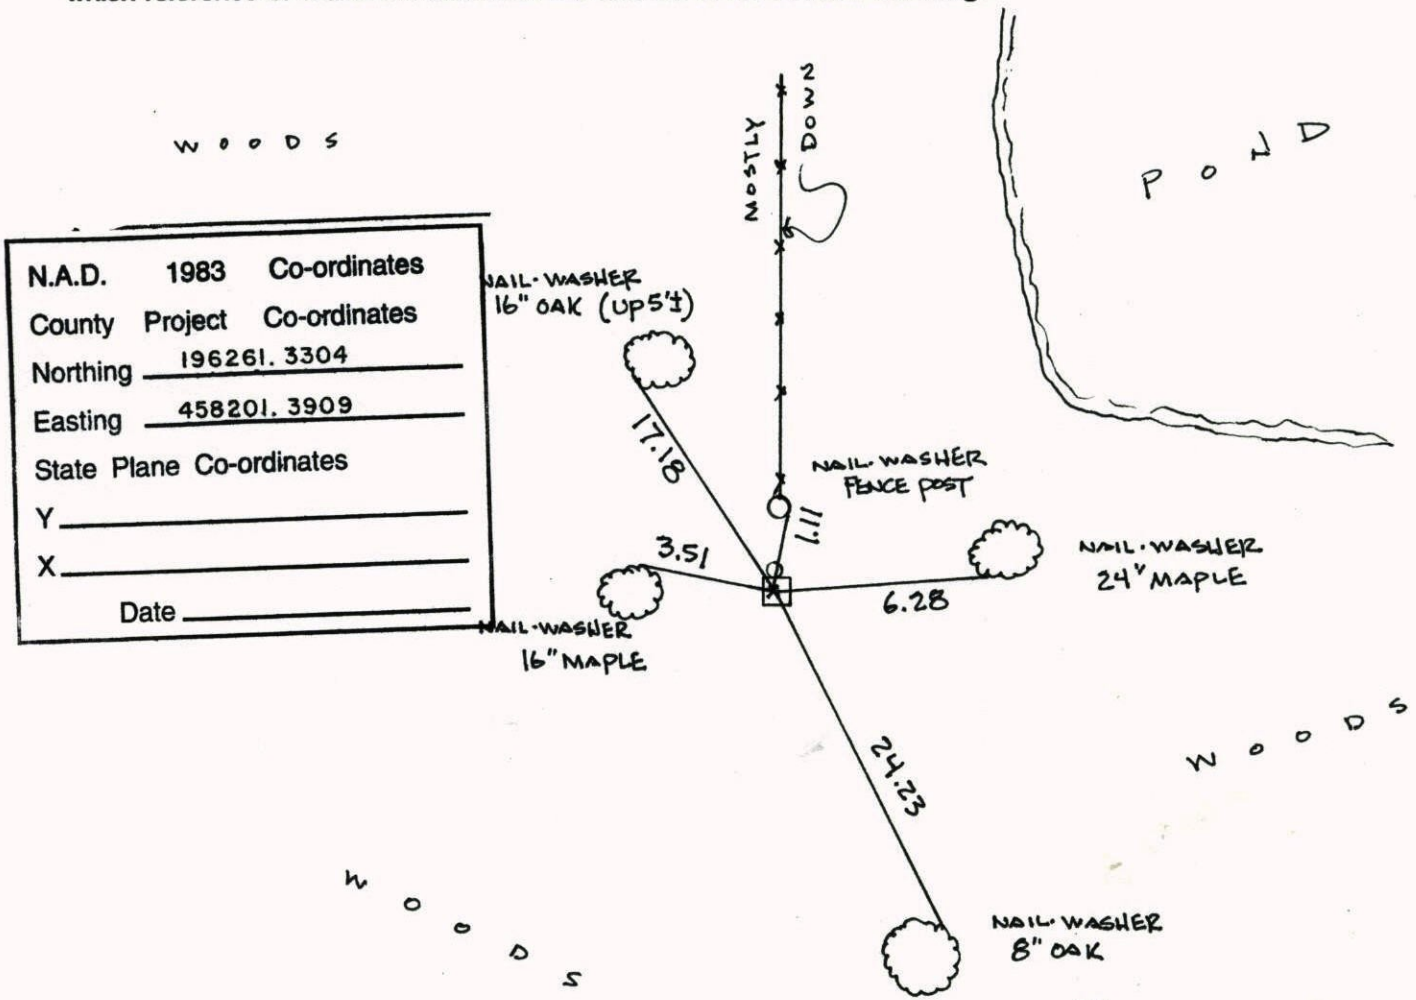 WOODS
MOSTLY
DOWN
POND
N.A.D. 1983 Co-ordinates
County Project Co-ordinates
Northing 196261.3304
Easting 458201.3909
State Plane Co-ordinates
Y
X
Date
NAIL·WASHER
16" OAK (UP 5'±)
17.18
NAIL·WASHER
FENCE POST
1.11
3.51
NAIL·WASHER
16" MAPLE
6.28
NAIL·WASHER
24" MAPLE
24.23
WOODS
WOODS
NAIL·WASHER
8" OAK